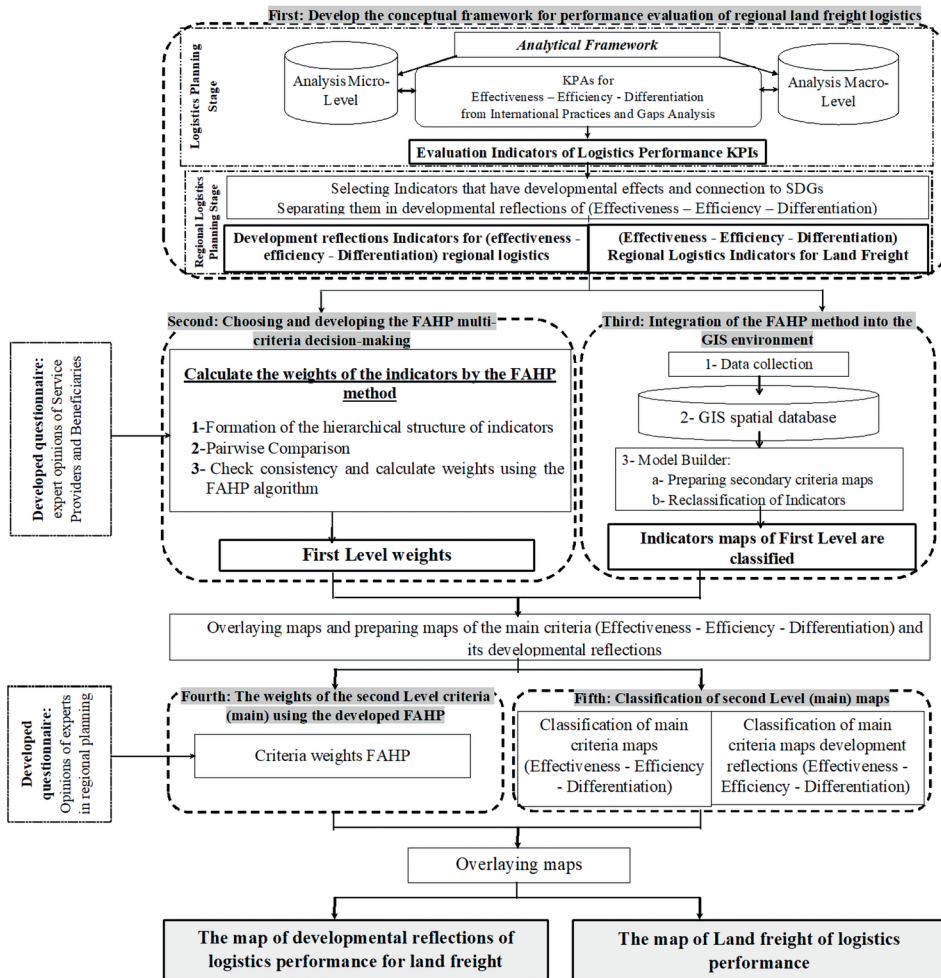 First: Develop the conceptual framework for performance evaluation of regional land freight logistics
Logistics Planning
Stage
Analytical Framework
Analysis Micro-
Level
KPAs for
Effectiveness – Efficiency - Differentiation
from International Practices and Gaps Analysis
Analysis Macro-
Level
Evaluation Indicators of Logistics Performance KPIs
Regional Logistics
Planning Stage
Selecting Indicators that have developmental effects and connection to SDGs
Separating them in developmental reflections of (Effectiveness – Efficiency – Differentiation)
Development reflections Indicators for (effectiveness -
efficiency - Differentiation) regional logistics
(Effectiveness - Efficiency - Differentiation)
Regional Logistics Indicators for Land Freight
Developed questionnaire:
expert opinions of Service
Providers and Beneficiaries
Second: Choosing and developing the FAHP multi-
criteria decision-making
Calculate the weights of the indicators by the FAHP
method
1-Formation of the hierarchical structure of indicators
2-Pairwise Comparison
3- Check consistency and calculate weights using the
FAHP algorithm
First Level weights
Third: Integration of the FAHP method into the
GIS environment
1- Data collection
2- GIS spatial database
3- Model Builder:
a- Preparing secondary criteria maps
b- Reclassification of Indicators
Indicators maps of First Level are
classified
Overlaying maps and preparing maps of the main criteria (Effectiveness - Efficiency - Differentiation) and
its developmental reflections
Developed
questionnaire:
Opinions of experts
in regional planning
Fourth: The weights of the second Level criteria
(main) using the developed FAHP
Criteria weights FAHP
Fifth: Classification of second Level (main) maps
Classification of main
criteria maps
(Effectiveness - Efficiency
- Differentiation)
Classification of main
criteria maps development
reflections (Effectiveness -
Efficiency - Differentiation)
Overlaying maps
The map of developmental reflections of
logistics performance for land freight
The map of Land freight of logistics
performance